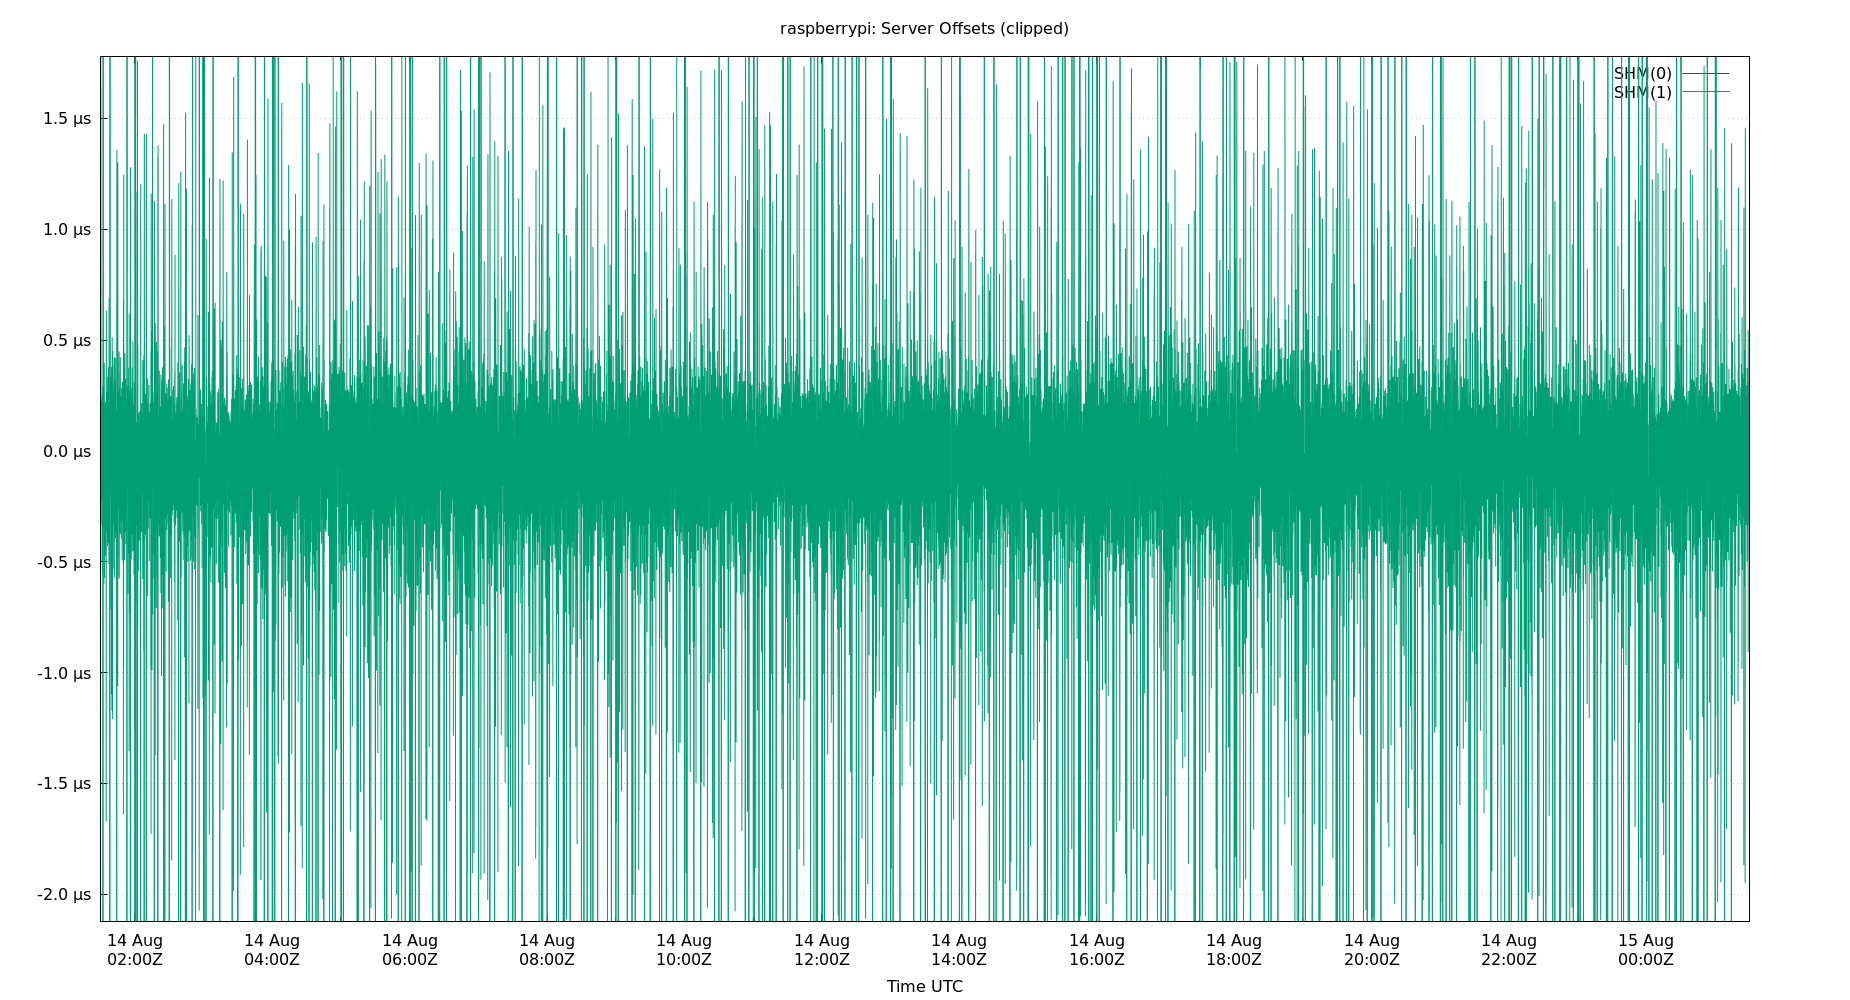 raspberrypi: Server Offsets (clipped)
SHM(0)
SHM(1)
1.5 µs
1.0 µs
0.5 µs
0.0 µs
-0.5 µs
-1.0 µs
-1.5 µs
-2.0 µs
14 Aug 14 Aug 14 Aug 14 Aug 14 Aug 14 Aug 14 Aug 14 Aug 14 Aug 14 Aug 14 Aug 15 Aug
02:00Z 04:00Z 06:00Z 08:00Z 10:00Z 12:00Z 14:00Z 16:00Z 18:00Z 20:00Z 22:00Z 00:00Z
Time UTC